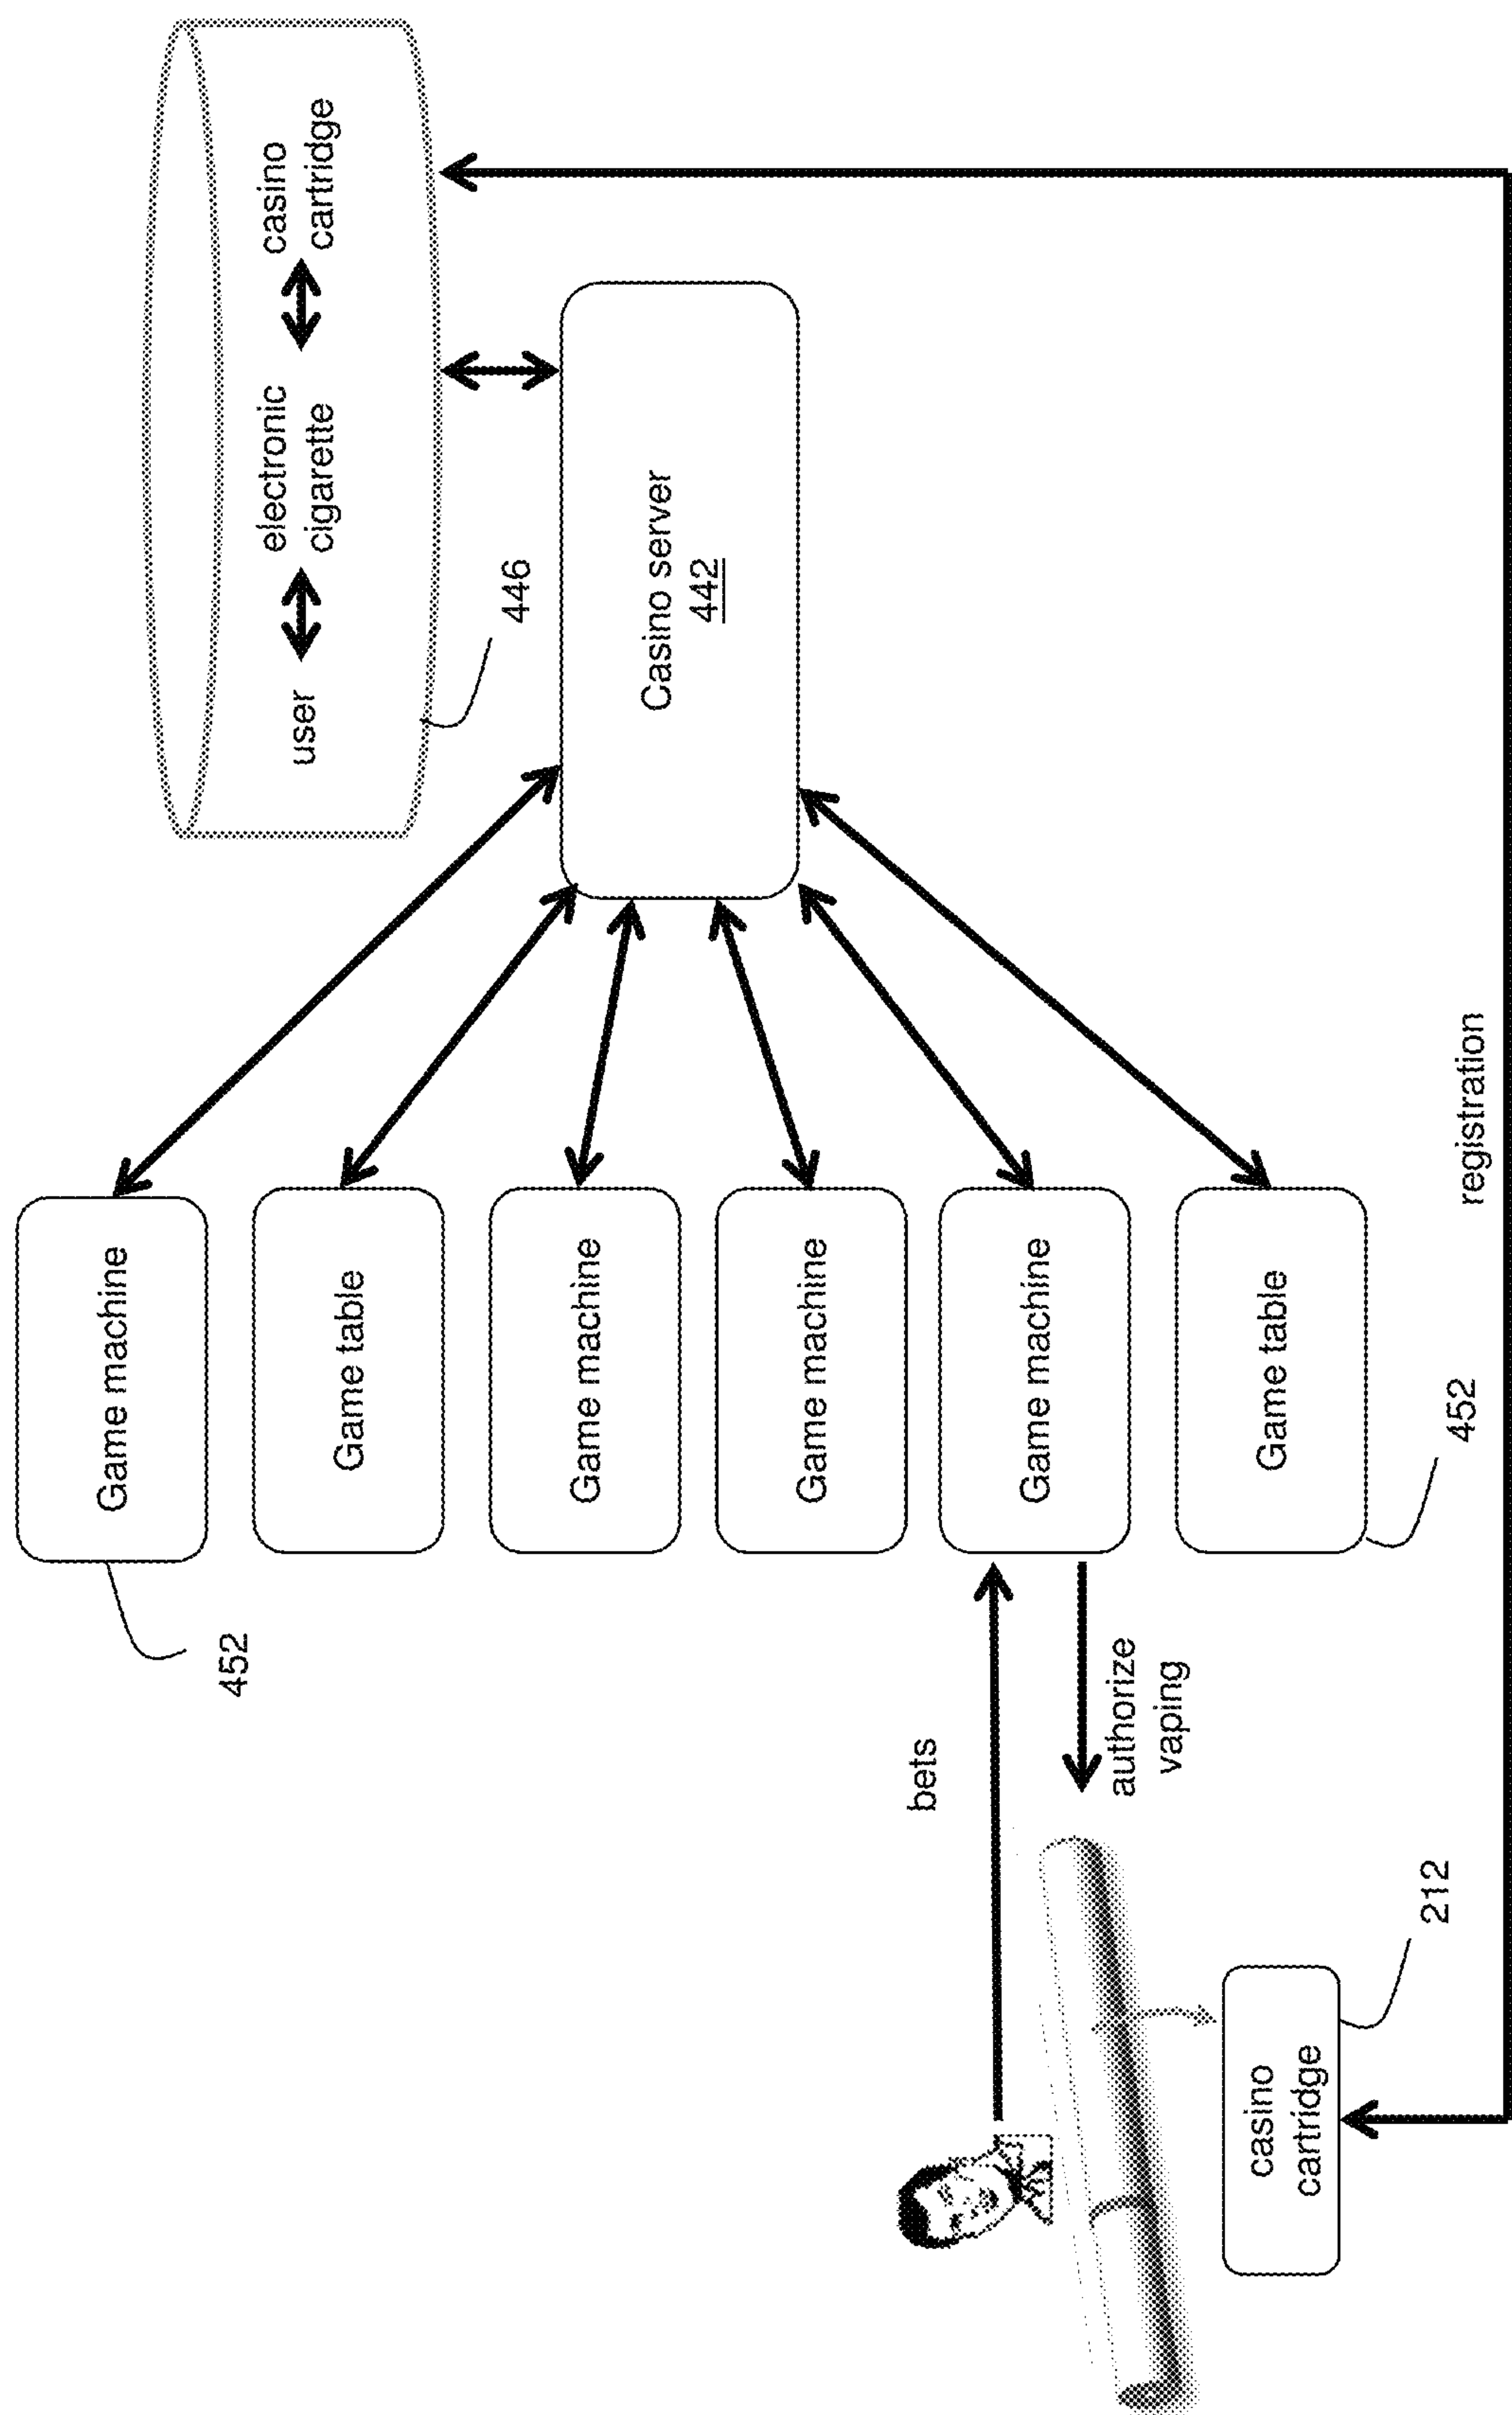 Game machine
452
user
electronic
cigarette
casino
cartridge
Game table
446
Game machine
Casino server
442
Game machine
bets
Game machine
authorize
vaping
casino
cartridge
Game table
212
452
registration